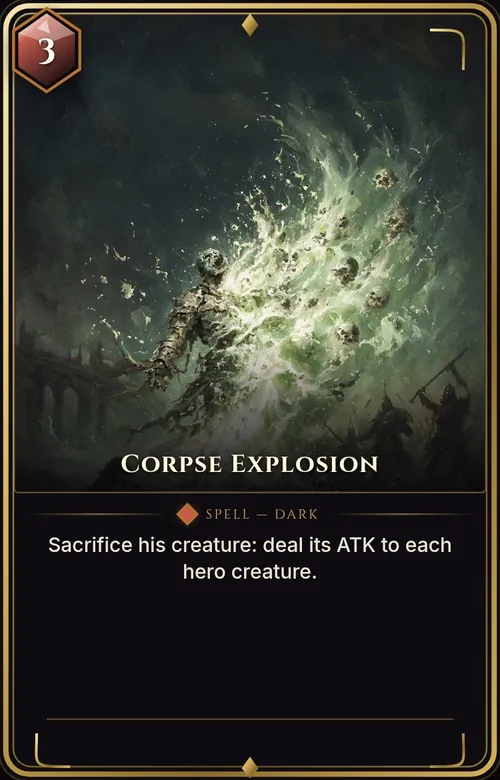 3
Corpse Explosion
SPELL — DARK
Sacrifice his creature: deal its ATK to each
hero creature.